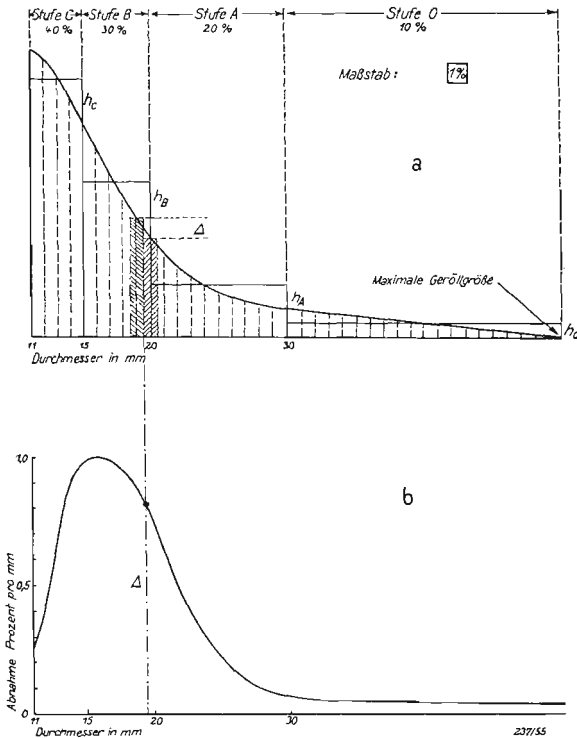 Stufe C Stufe B Stufe A Stufe 0
40 % 30 % 20 % 10 %
Maßstab: 1%
h_C
a
h_B
Δ
Maximale Geröllgröße
h_A
h_0
11 15 20 30
Durchmesser in mm
1,0
b
0,5
Δ
Abnahme Prozent pro mm
0
11 15 20 30
Durchmesser in mm
237/55